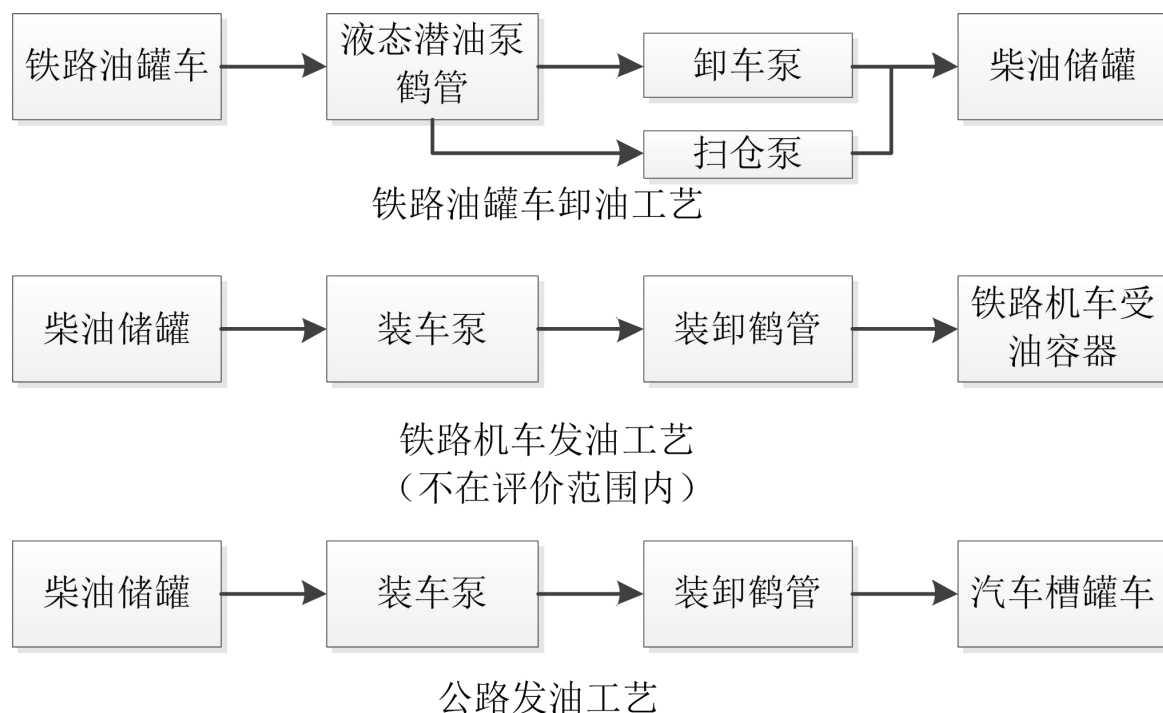 铁路油罐车
液态潜油泵
鹤管
卸车泵
柴油储罐
扫仓泵
铁路油罐车卸油工艺
柴油储罐
装车泵
装卸鹤管
铁路机车受
油容器
铁路机车发油工艺
（不在评价范围内）
柴油储罐
装车泵
装卸鹤管
汽车槽罐车
公路发油工艺